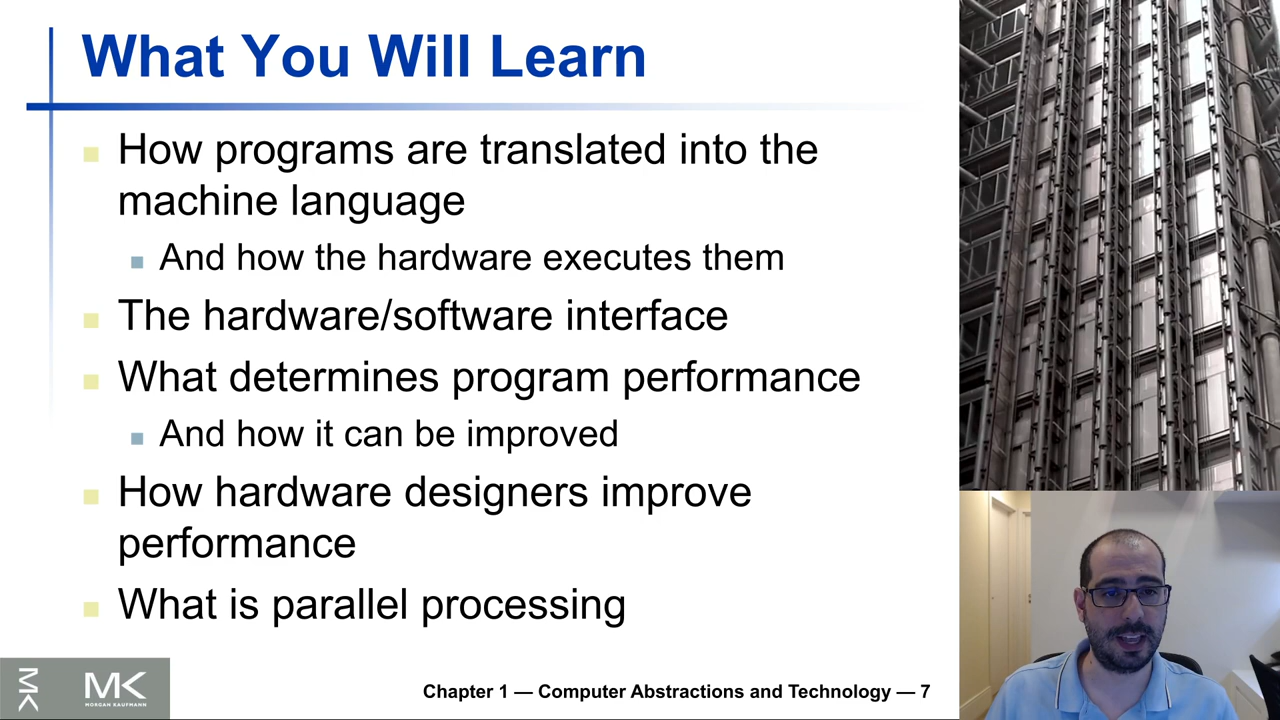 What You Will Learn
How programs are translated into the
machine language
And how the hardware executes them
The hardware/software interface
What determines program performance
And how it can be improved
How hardware designers improve
performance
What is parallel processing
MK
MK
MORGAN KAUFMANN
Chapter 1 — Computer Abstractions and Technology — 7